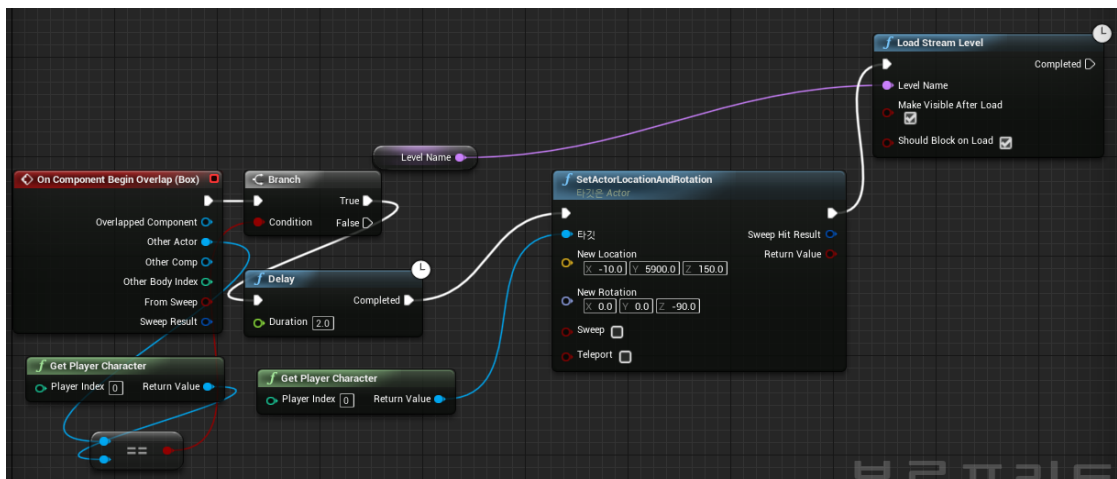 Load Stream Level
Completed
Level Name
Make Visible After Load
Should Block on Load
Level Name
On Component Begin Overlap (Box)
Overlapped Component
Other Actor
Other Comp
Other Body Index
From Sweep
Sweep Result
Branch
True
Condition
False
Delay
Completed
Duration 2.0
SetActorLocationAndRotation
타깃은 Actor
타깃
Sweep Hit Result
New Location
Return Value
X -10.0 Y 5900.0 Z 150.0
New Rotation
X 0.0 Y 0.0 Z -90.0
Sweep
Teleport
Get Player Character
Player Index 0 Return Value
Get Player Character
Player Index 0 Return Value
==